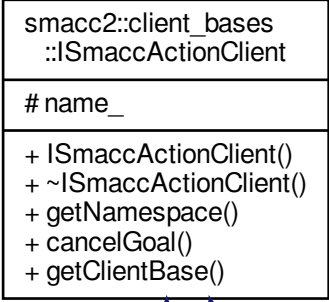 smacc2::client_bases
::ISmaccActionClient
# name_
+ ISmaccActionClient()
+ ~ISmaccActionClient()
+ getNamespace()
+ cancelGoal()
+ getClientBase()